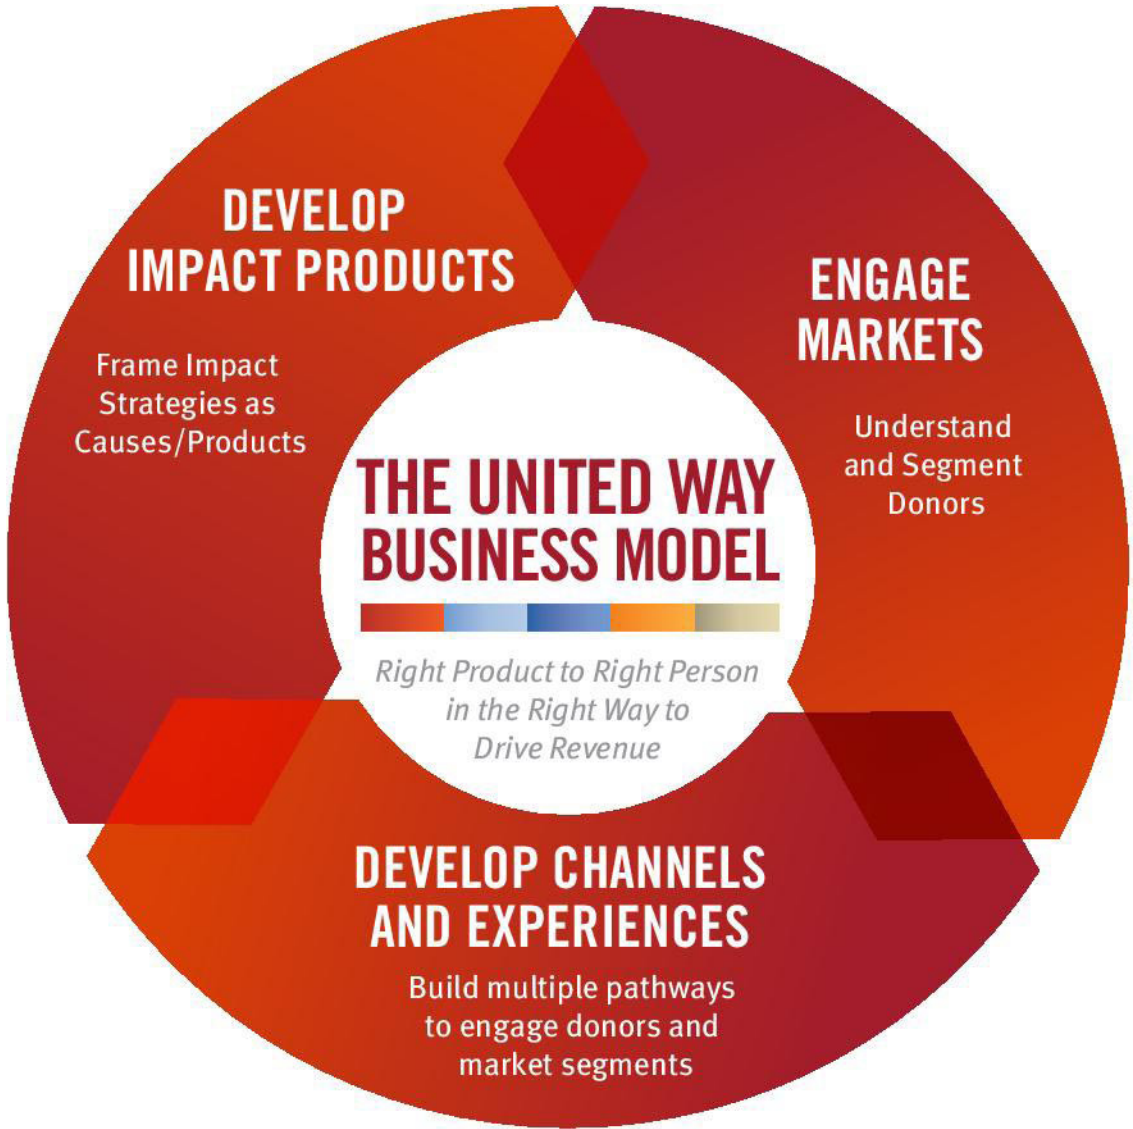 DEVELOP
IMPACT PRODUCTS
Frame Impact
Strategies as
Causes/Products
ENGAGE
MARKETS
Understand
and Segment
Donors
THE UNITED WAY
BUSINESS MODEL
Right Product to Right Person
in the Right Way to
Drive Revenue
DEVELOP CHANNELS
AND EXPERIENCES
Build multiple pathways
to engage donors and
market segments